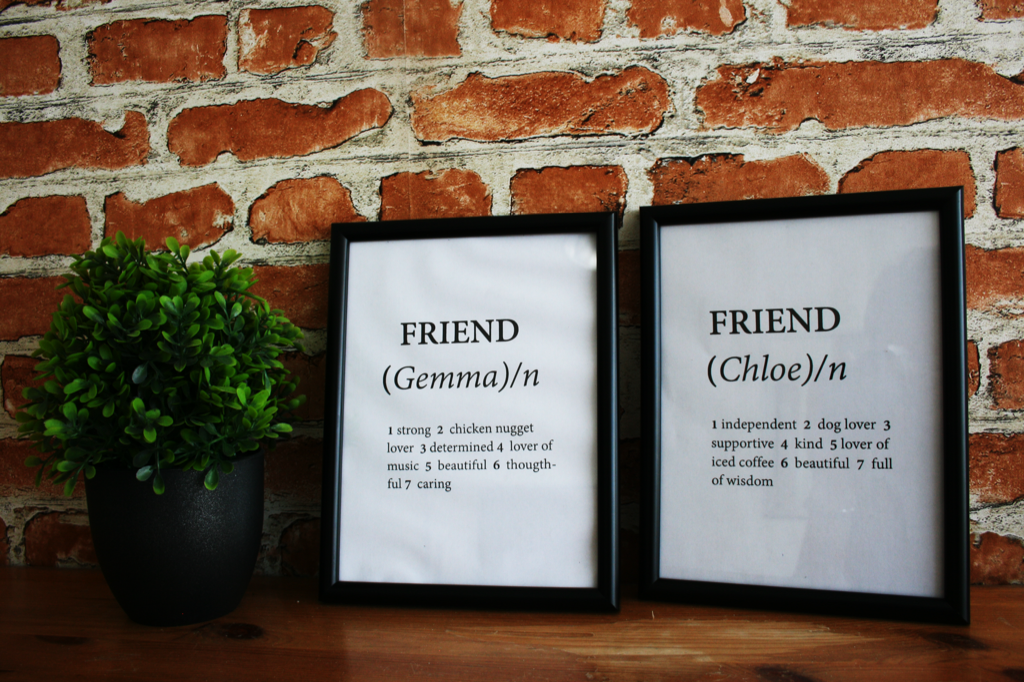 FRIEND
(Gemma)/n
1 strong 2 chicken nugget
lover 3 determined 4 lover of
music 5 beautiful 6 thougth-
ful 7 caring
FRIEND
(Chloe)/n
1 independent 2 dog lover 3
supportive 4 kind 5 lover of
iced coffee 6 beautiful 7 full
of wisdom